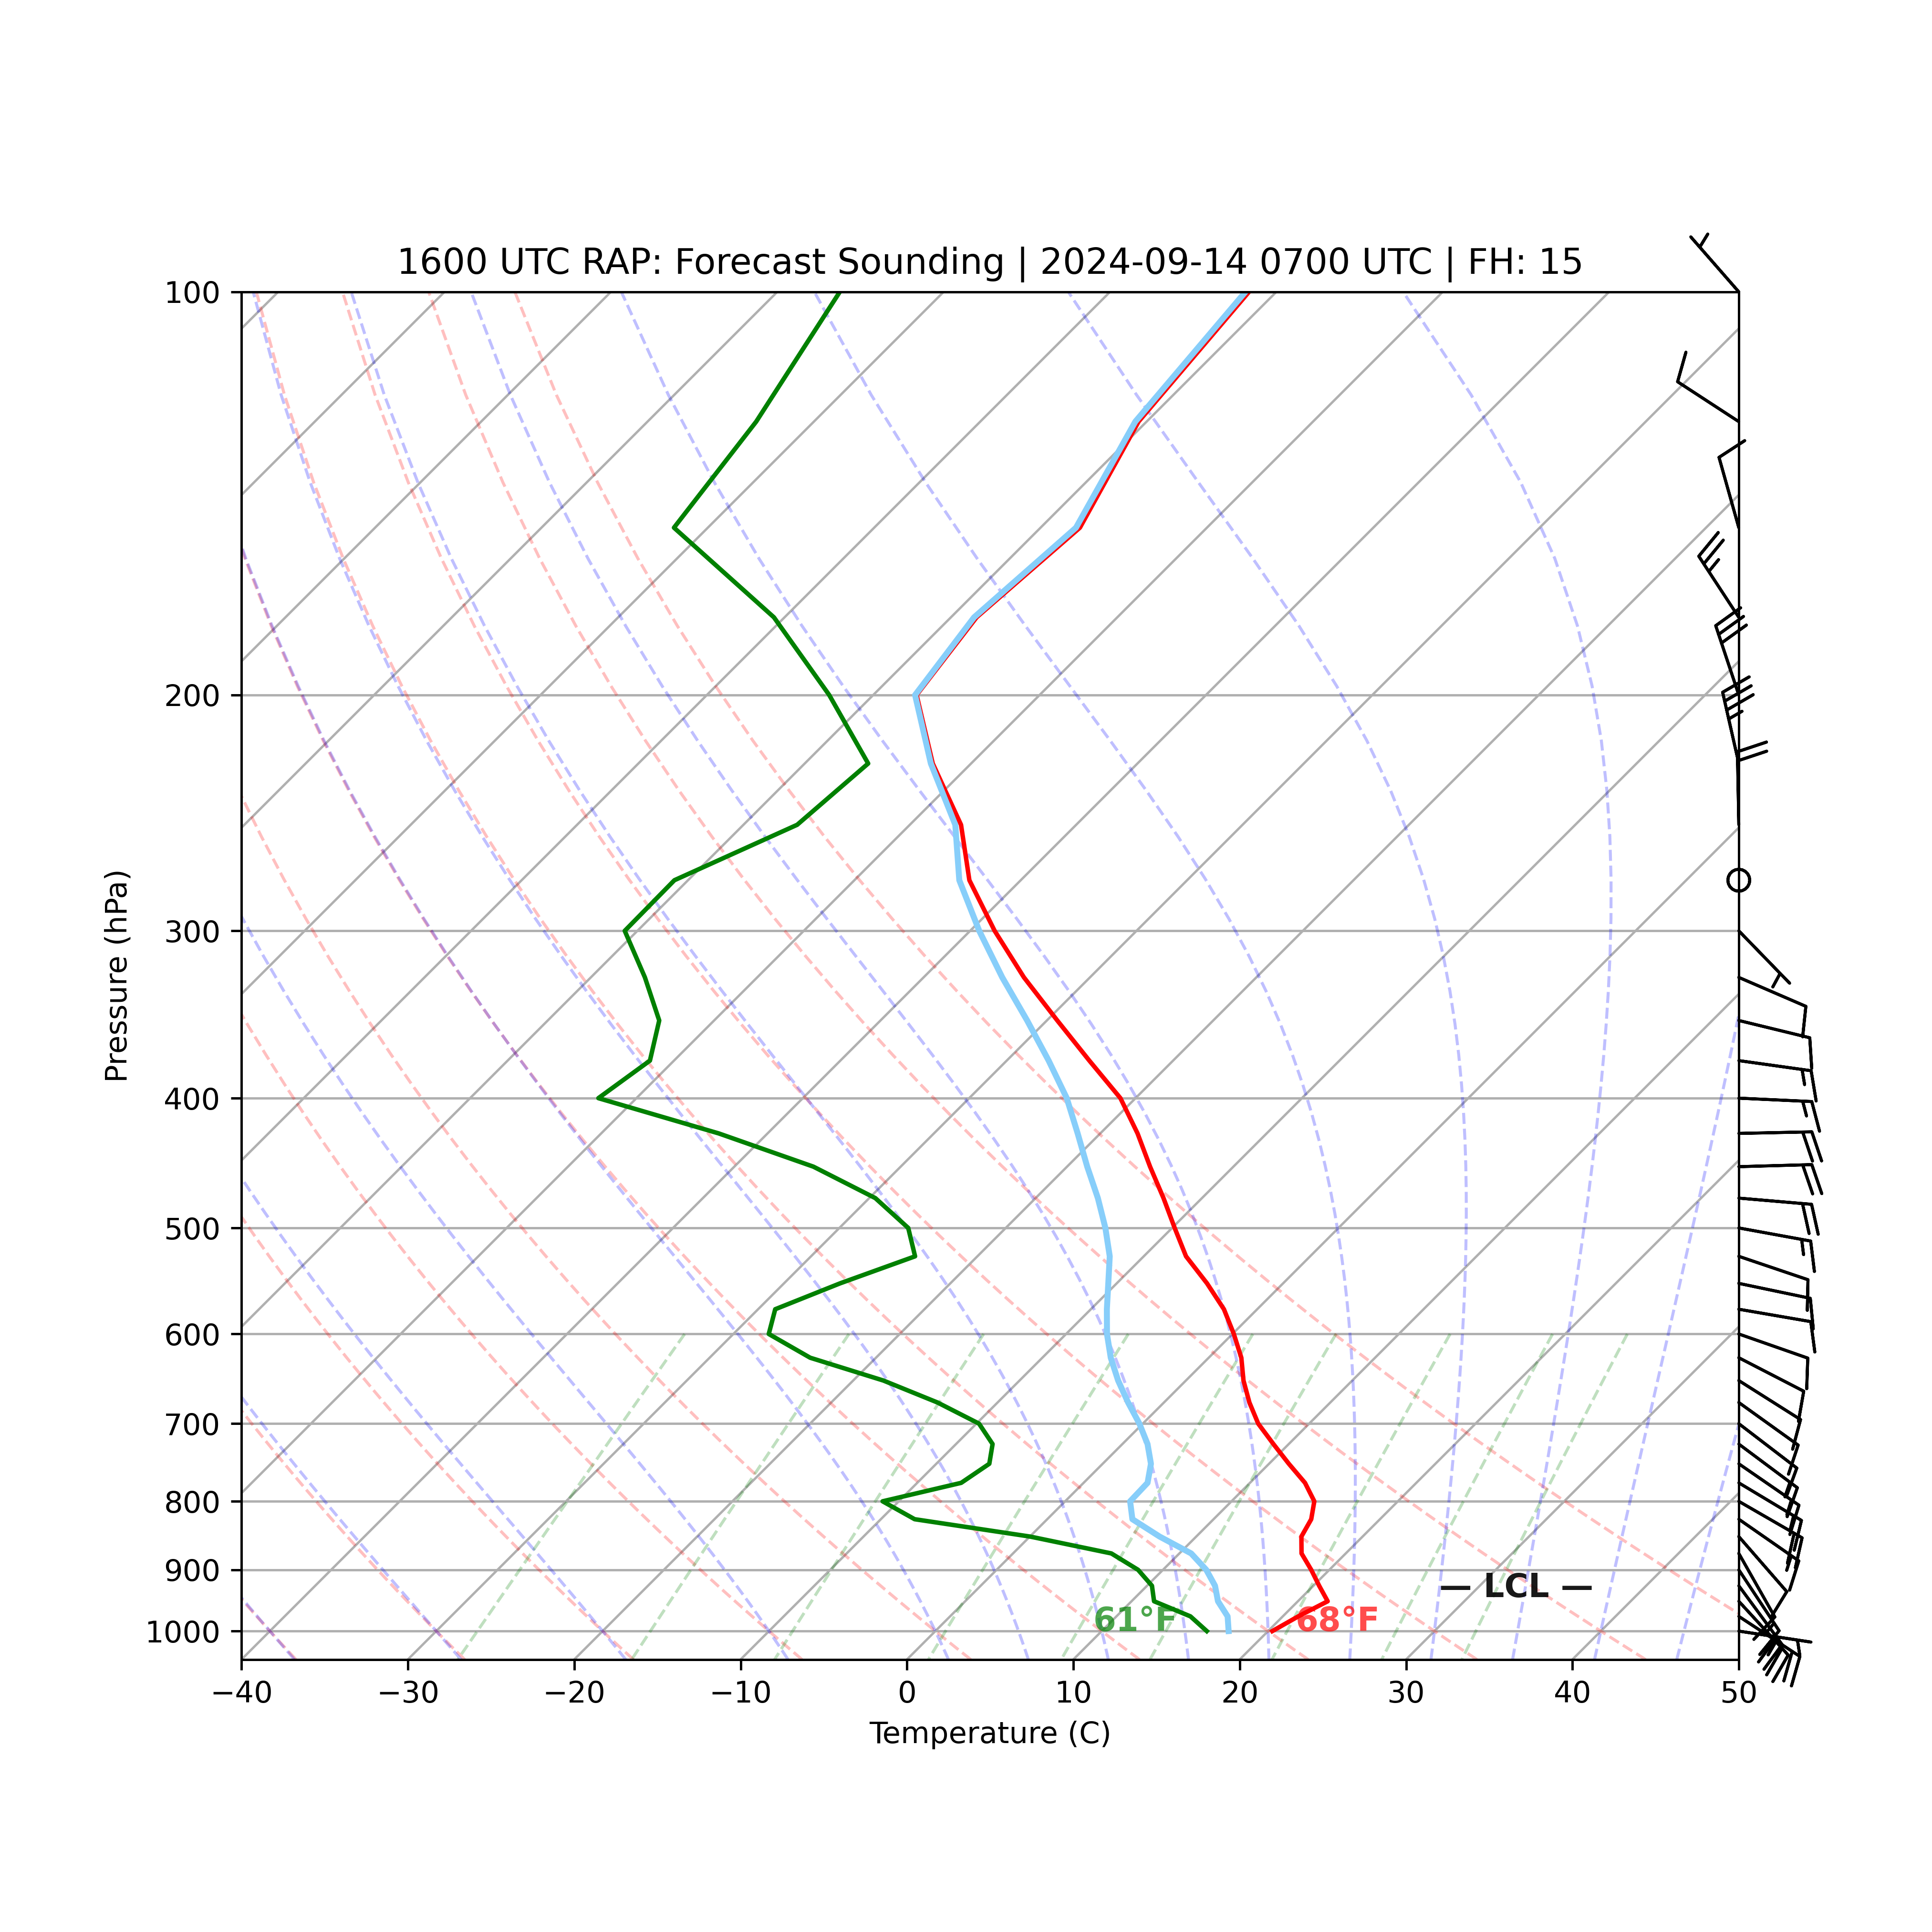 1600 UTC RAP: Forecast Sounding | 2024-09-14 0700 UTC | FH: 15
100
200
300
400
500
600
700
800
900
1000
Pressure (hPa)
— LCL —
61°F
68°F
−40 −30 −20 −10 0 10 20 30 40 50
Temperature (C)